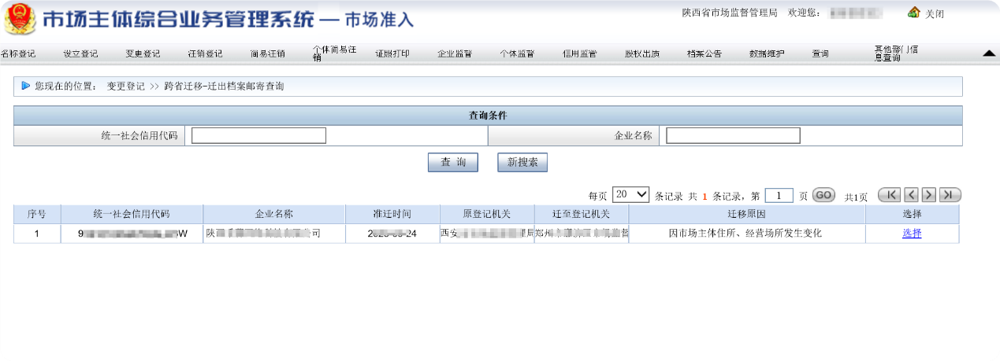 市场主体综合业务管理系统 — 市场准入
陕西省市场监督管理局 欢迎您: 关闭
名称登记 设立登记 变更登记 注销登记 简易注销 个体简易注销 证照打印 企业监督 个体监督 信用监管 股权出质 档案公告 数据维护 查询 其他部门信息查询
您现在的位置: 变更登记 >> 跨省迁移-迁出档案邮寄查询
查询条件
统一社会信用代码 企业名称
查 询 新搜索
每页 20 条记录 共 1 条记录, 第 1 页 GO 共1页
序号 统一社会信用代码 企业名称 准迁时间 原登记机关 迁至登记机关 迁移原因 选择
1 9 W 陕 司 2 -24 西安 理局 郑州 督 因市场主体住所、经营场所发生变化 选择